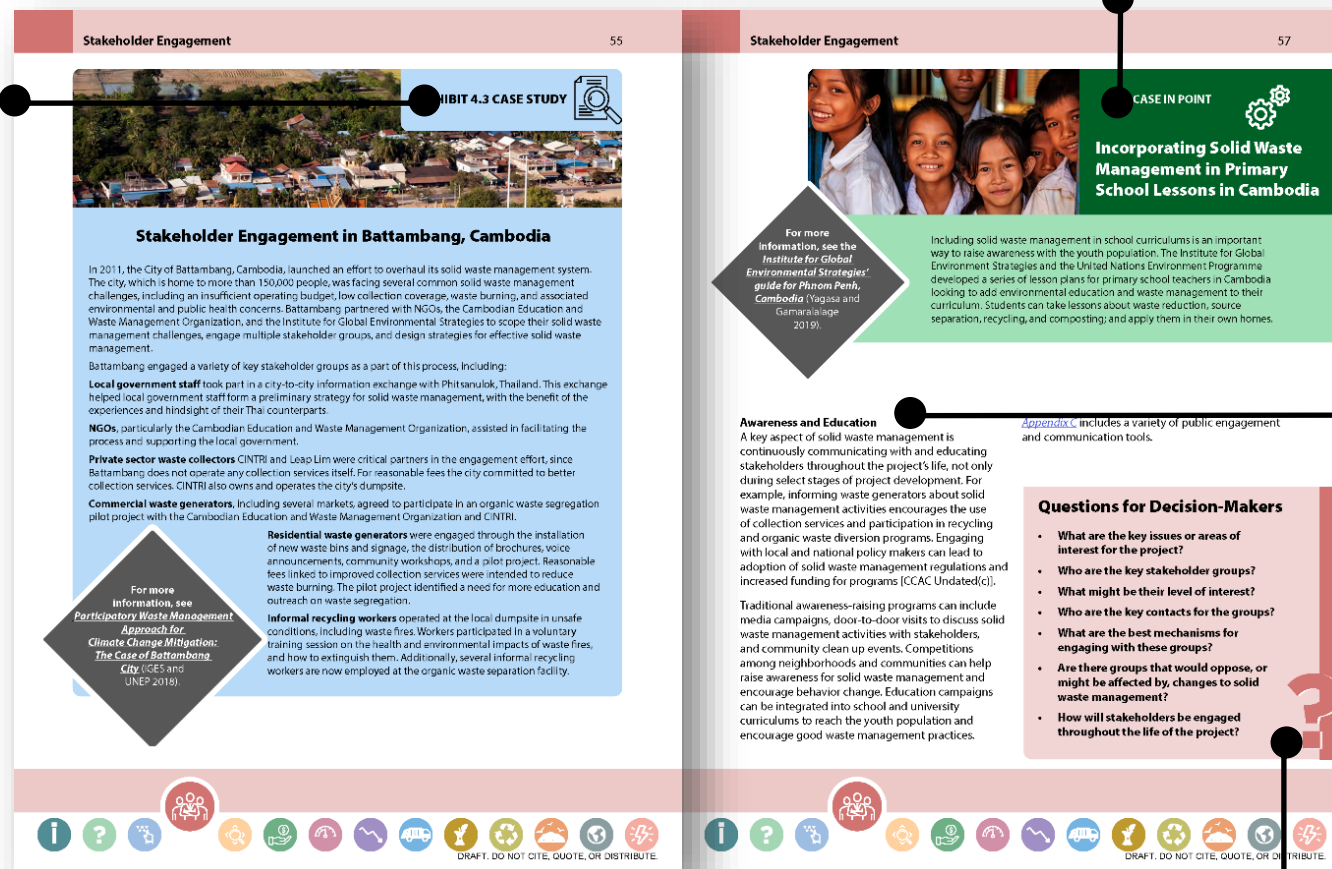 Stakeholder Engagement
55
HIBIT 4.3 CASE STUDY
Stakeholder Engagement in Battambang, Cambodia
In 2011, the City of Battambang, Cambodia, launched an effort to overhaul its solid waste management system.
The city, which is home to more than 150,000 people, was facing several common solid waste management
challenges, including an insufficient operating budget, low collection coverage, waste burning, and associated
environmental and public health concerns. Battambang partnered with NGOs, the Cambodian Education and
Waste Management Organization, and the Institute for Global Environmental Strategies to scope their solid waste
management challenges, engage multiple stakeholder groups, and design strategies for effective solid waste
management.
Battambang engaged a variety of key stakeholder groups as a part of this process, including:
Local government staff took part in a city-to-city information exchange with Phitsanulok, Thailand. This exchange
helped local government staff form a preliminary strategy for solid waste management, with the benefit of the
experiences and hindsight of their Thai counterparts.
NGOs, particularly the Cambodian Education and Waste Management Organization, assisted in facilitating the
process and supporting the local government.
Private sector waste collectors CINTRI and Leap Lim were critical partners in the engagement effort, since
Battambang does not operate any collection services itself. For reasonable fees the city committed to better
collection services. CINTRI also owns and operates the city's dumpsite.
Commercial waste generators, including several markets, agreed to participate in an organic waste segregation
pilot project with the Cambodian Education and Waste Management Organization and CINTRI.
Residential waste generators were engaged through the installation
of new waste bins and signage, the distribution of brochures, voice
announcements, community workshops, and a pilot project. Reasonable
fees linked to improved collection services were intended to reduce
waste burning. The pilot project identified a need for more education and
outreach on waste segregation.
Informal recycling workers operated at the local dumpsite in unsafe
conditions, including waste fires. Workers participated in a voluntary
training session on the health and environmental impacts of waste fires,
and how to extinguish them. Additionally, several informal recycling
workers are now employed at the organic waste separation facility.
For more
information, see
Participatory Waste Management
Approach for
Climate Change Mitigation:
The Case of Battambang
City (IGES and
UNEP 2018).
DRAFT. DO NOT CITE, QUOTE, OR DISTRIBUTE.
Stakeholder Engagement
57
CASE IN POINT
Incorporating Solid Waste
Management in Primary
School Lessons in Cambodia
For more
information, see the
Institute for Global
Environmental Strategies'
guide for Phnom Penh,
Cambodia (Yagasa and
Gamaralalage
2019).
Including solid waste management in school curriculums is an important
way to raise awareness with the youth population. The Institute for Global
Environment Strategies and the United Nations Environment Programme
developed a series of lesson plans for primary school teachers in Cambodia
looking to add environmental education and waste management to their
curriculum. Students can take lessons about waste reduction, source
separation, recycling, and composting; and apply them in their own homes.
Awareness and Education
A key aspect of solid waste management is
continuously communicating with and educating
stakeholders throughout the project's life, not only
during select stages of project development. For
example, informing waste generators about solid
waste management activities encourages the use
of collection services and participation in recycling
and organic waste diversion programs. Engaging
with local and national policy makers can lead to
adoption of solid waste management regulations and
increased funding for programs [CCAC Undated(c)].
Traditional awareness-raising programs can include
media campaigns, door-to-door visits to discuss solid
waste management activities with stakeholders,
and community clean up events. Competitions
among neighborhoods and communities can help
raise awareness for solid waste management and
encourage behavior change. Education campaigns
can be integrated into school and university
curriculums to reach the youth population and
encourage good waste management practices.
Appendix C includes a variety of public engagement
and communication tools.
Questions for Decision-Makers
• What are the key issues or areas of
interest for the project?
• Who are the key stakeholder groups?
• What might be their level of interest?
• Who are the key contacts for the groups?
• What are the best mechanisms for
engaging with these groups?
• Are there groups that would oppose, or
might be affected by, changes to solid
waste management?
• How will stakeholders be engaged
throughout the life of the project?
DRAFT. DO NOT CITE, QUOTE, OR DISTRIBUTE.